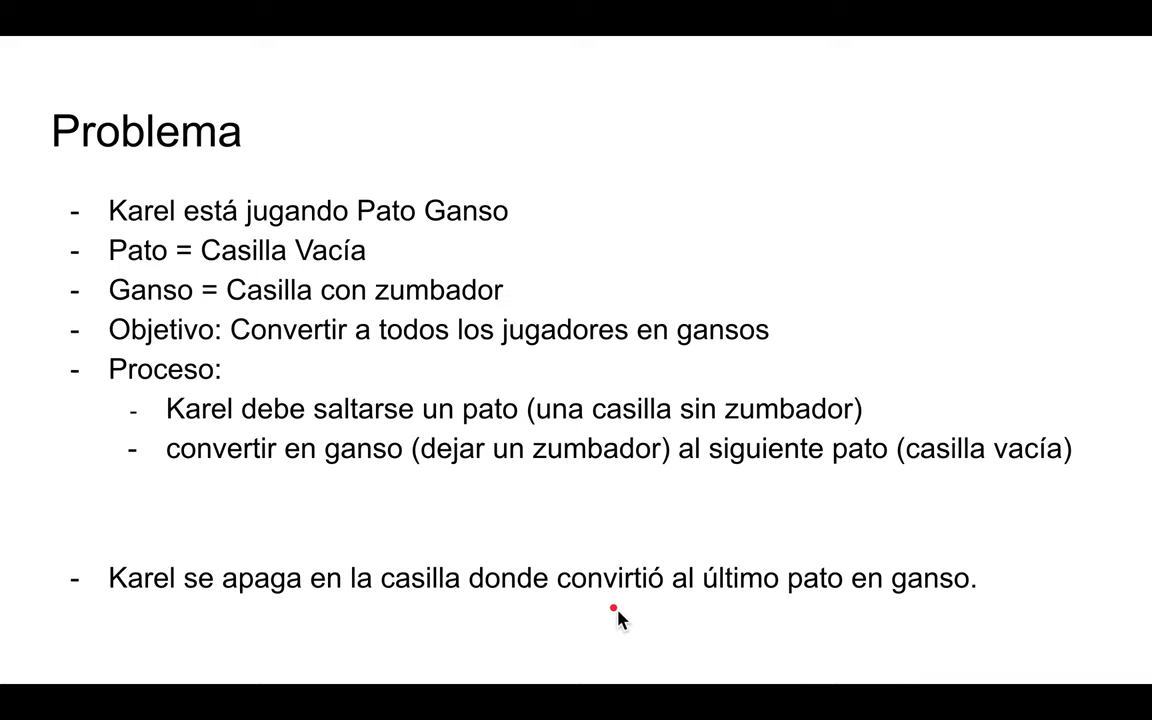 Problema
- Karel está jugando Pato Ganso
- Pato = Casilla Vacía
- Ganso = Casilla con zumbador
- Objetivo: Convertir a todos los jugadores en gansos
- Proceso:
- Karel debe saltarse un pato (una casilla sin zumbador)
- convertir en ganso (dejar un zumbador) al siguiente pato (casilla vacía)
- Karel se apaga en la casilla donde convirtió al último pato en ganso.